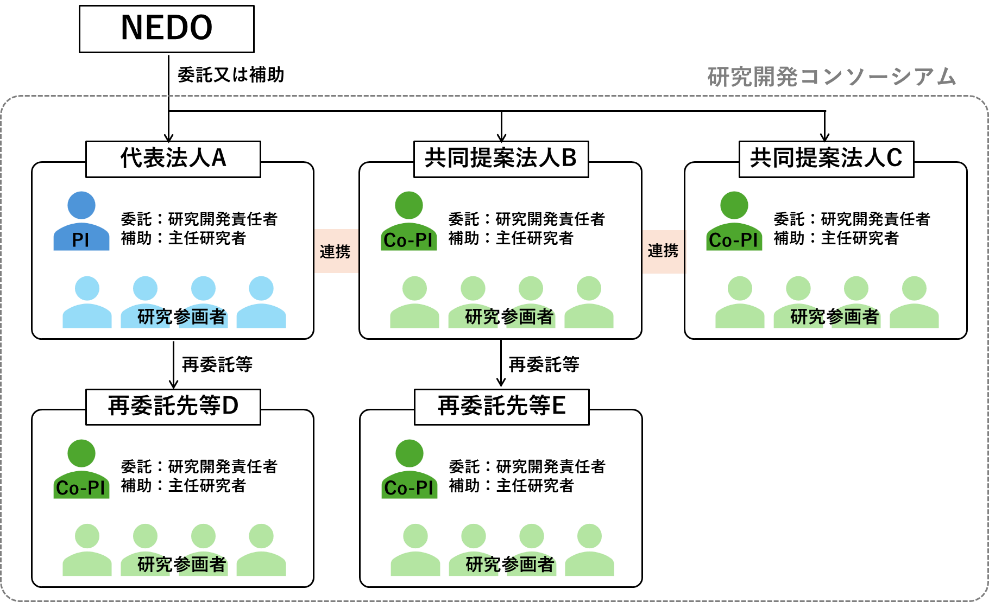 NEDO
委託又は補助
研究開発コンソーシアム
代表法人A
PI
委託：研究開発責任者
補助：主任研究者
研究参画者
連携
共同提案法人B
Co-PI
委託：研究開発責任者
補助：主任研究者
研究参画者
連携
共同提案法人C
Co-PI
委託：研究開発責任者
補助：主任研究者
研究参画者
再委託等
再委託先等D
Co-PI
委託：研究開発責任者
補助：主任研究者
研究参画者
再委託等
再委託先等E
Co-PI
委託：研究開発責任者
補助：主任研究者
研究参画者